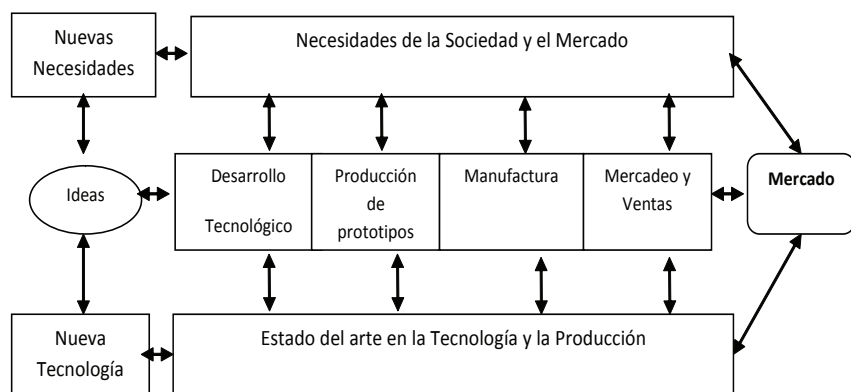 Nuevas
Necesidades
Necesidades de la Sociedad y el Mercado
Ideas
Desarrollo
Tecnológico
Producción
de
prototipos
Manufactura
Mercadeo y
Ventas
Mercado
Nueva
Tecnología
Estado del arte en la Tecnología y la Producción